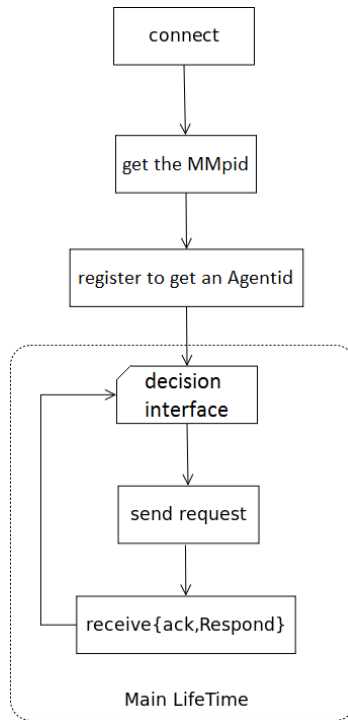 connect
get the MMpid
register to get an Agentid
decision
interface
send request
receive{ack,Respond}
Main LifeTime